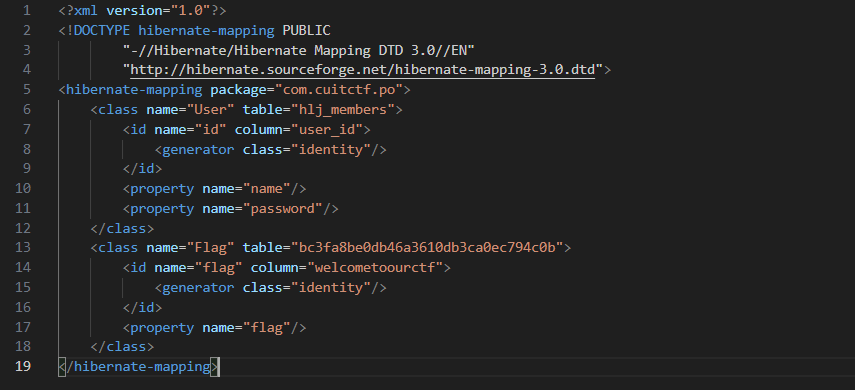 1 <?xml version="1.0"?>
2 <!DOCTYPE hibernate-mapping PUBLIC
3         "-//Hibernate/Hibernate Mapping DTD 3.0//EN"
4         "http://hibernate.sourceforge.net/hibernate-mapping-3.0.dtd">
5 <hibernate-mapping package="com.cuitctf.po">
6     <class name="User" table="hlj_members">
7         <id name="id" column="user_id">
8             <generator class="identity"/>
9         </id>
10         <property name="name"/>
11         <property name="password"/>
12     </class>
13     <class name="Flag" table="bc3fa8be0db46a3610db3ca0ec794c0b">
14         <id name="flag" column="welcometoourctf">
15             <generator class="identity"/>
16         </id>
17         <property name="flag"/>
18     </class>
19 </hibernate-mapping>